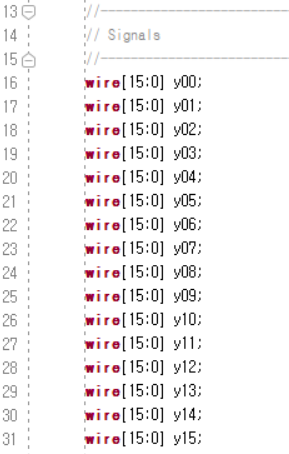 13 //--------------------------
14 // Signals
15 //--------------------------
16 wire[15:0] y00;
17 wire[15:0] y01;
18 wire[15:0] y02;
19 wire[15:0] y03;
20 wire[15:0] y04;
21 wire[15:0] y05;
22 wire[15:0] y06;
23 wire[15:0] y07;
24 wire[15:0] y08;
25 wire[15:0] y09;
26 wire[15:0] y10;
27 wire[15:0] y11;
28 wire[15:0] y12;
29 wire[15:0] y13;
30 wire[15:0] y14;
31 wire[15:0] y15;